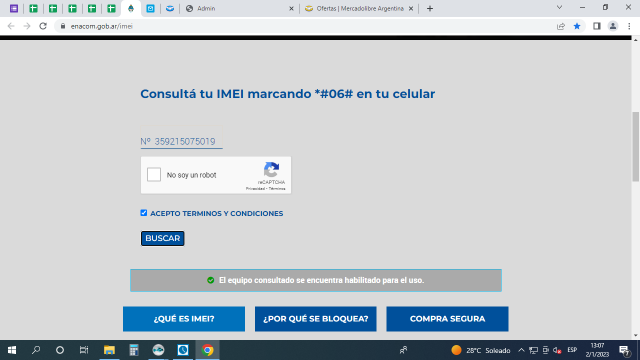 Admin
Ofertas | Mercadolibre Argentina
enacom.gob.ar/imei
Consultá tu IMEI marcando *#06# en tu celular
Nº 359215075019
No soy un robot
reCAPTCHA
Privacidad - Términos
ACEPTO TERMINOS Y CONDICIONES
BUSCAR
El equipo consultado se encuentra habilitado para el uso.
¿QUÉ ES IMEI?
¿POR QUÉ SE BLOQUEA?
COMPRA SEGURA
28°C Soleado
ESP
13:07
2/1/2023